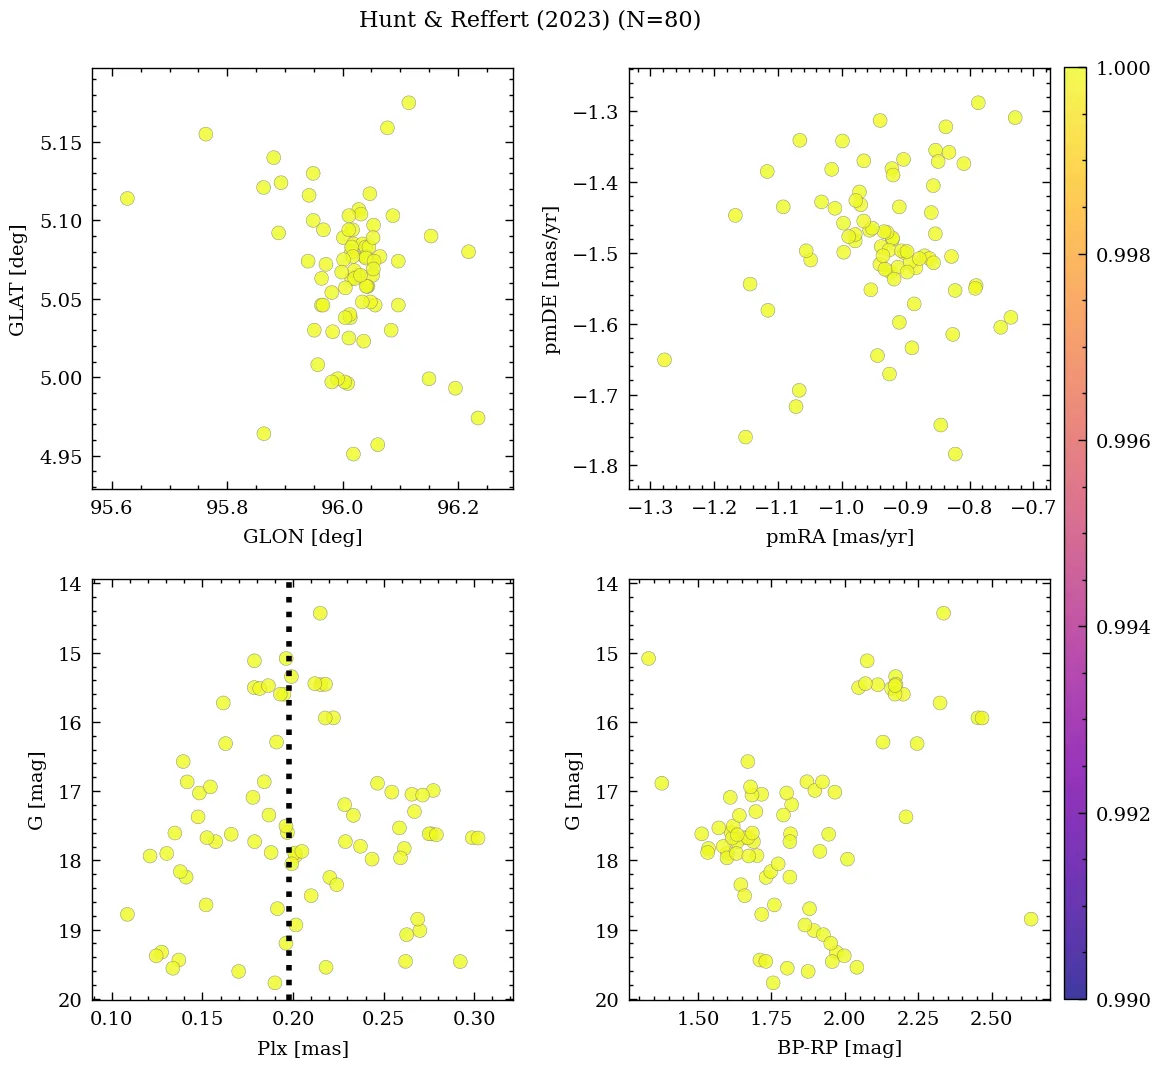 Hunt & Reffert (2023) (N=80)
5.15
5.10
5.05
5.00
4.95
GLAT [deg]
95.6 95.8 96.0 96.2
GLON [deg]
−1.3
−1.4
−1.5
−1.6
−1.7
−1.8
pmDE [mas/yr]
−1.3 −1.2 −1.1 −1.0 −0.9 −0.8 −0.7
pmRA [mas/yr]
14
15
16
17
18
19
20
G [mag]
0.10 0.15 0.20 0.25 0.30
Plx [mas]
14
15
16
17
18
19
20
G [mag]
1.50 1.75 2.00 2.25 2.50
BP-RP [mag]
1.000
0.998
0.996
0.994
0.992
0.990